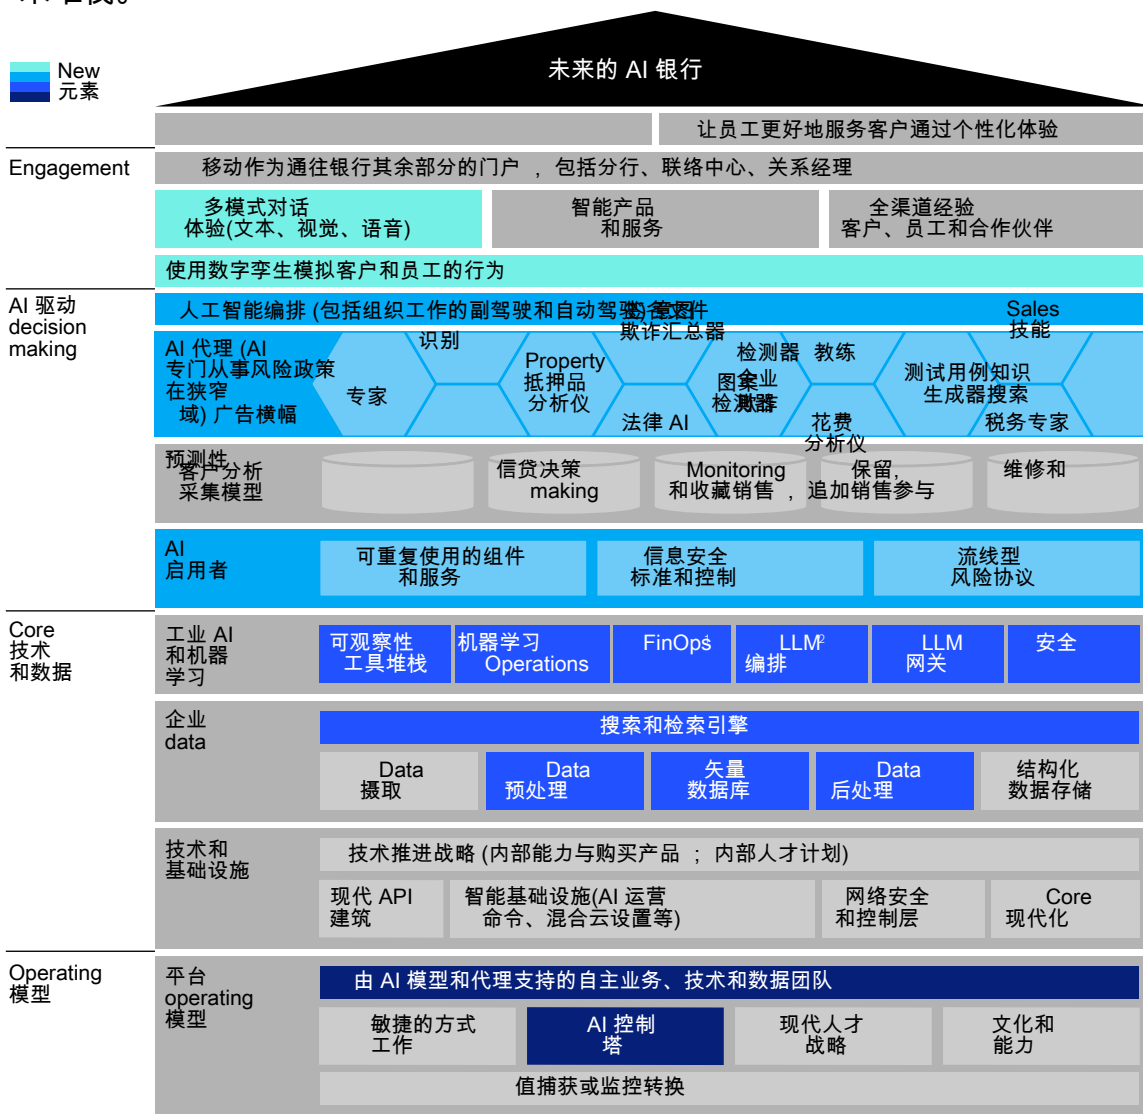 未来的 AI 银行
New
元素
让员工更好地服务客户通过个性化体验
Engagement
移动作为通往银行其余部分的门户 , 包括分行、联络中心、关系经理
多模式对话
体验(文本、视觉、语音)
智能产品
和服务
全渠道经验
客户、员工和合作伙伴
使用数字孪生模拟客户和员工的行为
AI 驱动
decision
making
人工智能编排 (包括组织工作的副驾驶和自动驾驶)
AI 代理 (AI
专门从事风险政策
在狭窄
域) 广告横幅
专家
识别
Property
抵押品
分析仪
欺诈汇总器
法律 AI
检测器
教练
花费
分析仪
测试用例知识
生成器搜索
Sales
技能
税务专家
预测性
客户分析
采集模型
信贷决策
making
Monitoring
和收藏销售 ,
保留,
追加销售参与
维修和
AI
启用者
可重复使用的组件
和服务
信息安全
标准和控制
流线型
风险协议
Core
技术
和数据
工业 AI
和机器
学习
可观察性
工具堆栈
机器学习
Operations
FinOps
LLM2
编排
LLM
网关
安全
企业
data
搜索和检索引擎
Data
摄取
Data
预处理
矢量
数据库
Data
后处理
结构化
数据存储
技术和
基础设施
技术推进战略 (内部能力与购买产品 ; 内部人才计划)
现代 API
建筑
智能基础设施(AI 运营
命令、混合云设置等)
网络安全
和控制层
Core
现代化
Operating
模型
平台
operating
模型
由 AI 模型和代理支持的自主业务、技术和数据团队
敏捷的方式
工作
AI 控制
塔
现代人才
战略
文化和
能力
值捕获或监控转换